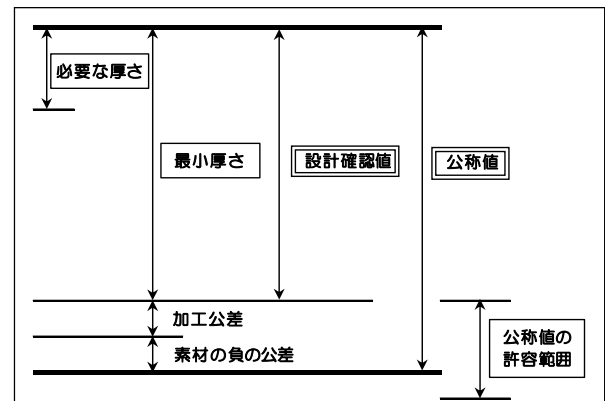 必要な厚さ
最小厚さ
設計確認値
公称値
加工公差
素材の負の公差
公称値の
許容範囲